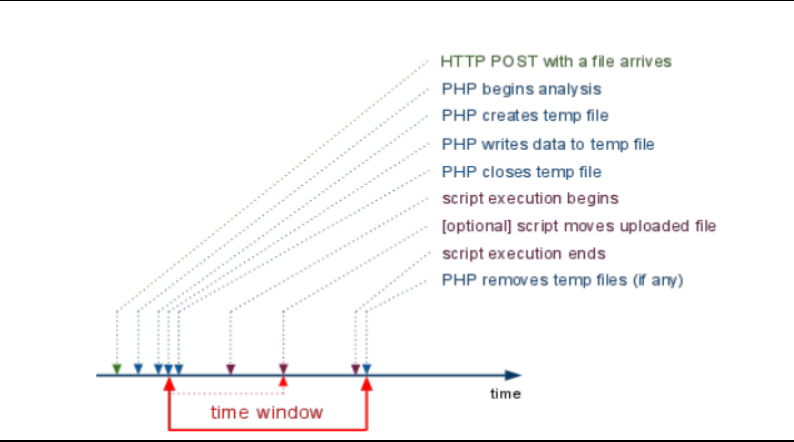 HTTP POST with a file arrives
PHP begins analysis
PHP creates temp file
PHP writes data to temp file
PHP closes temp file
script execution begins
[optional] script moves uploaded file
script execution ends
PHP removes temp files (if any)
time
time window